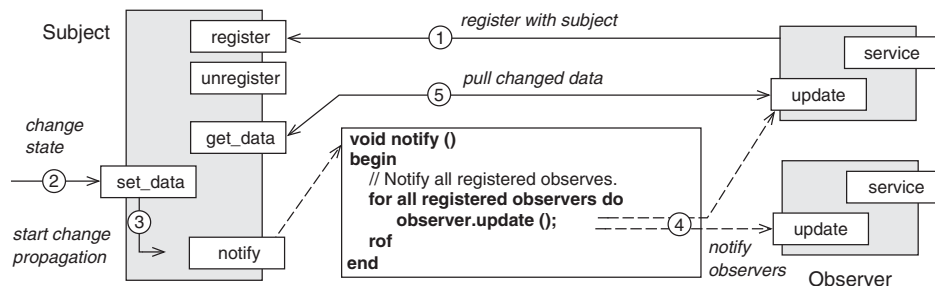 Subject
register
1
register with subject
service
unregister
5
pull changed data
update
get_data
change
state
2
set_data
3
start change
propagation
notify
void notify ()
begin
// Notify all registered observes.
for all registered observers do
observer.update ();
rof
end
4
notify
observers
service
update
Observer